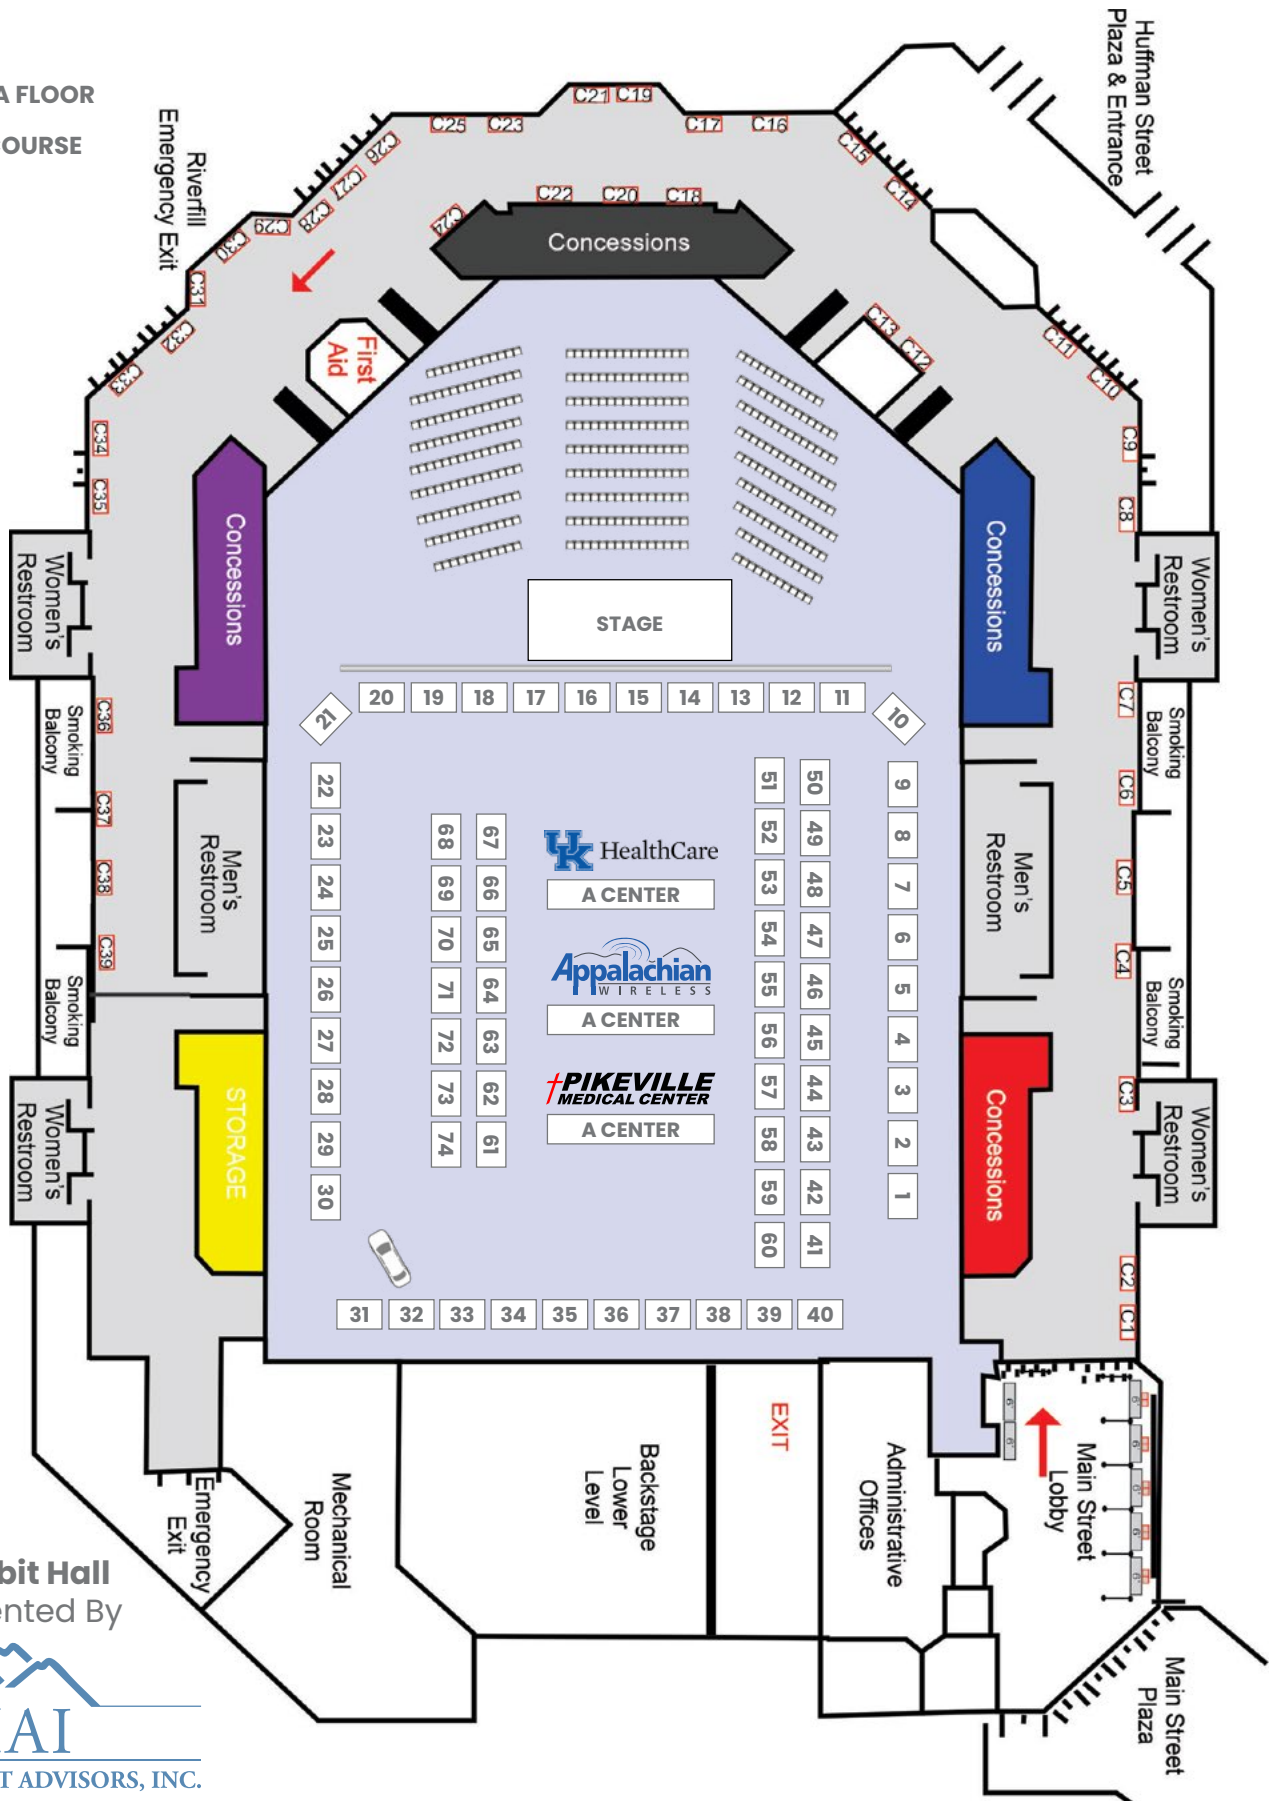 A FLOOR
OURSE
Huffman Street
Plaza & Entrance
Riverfill
Emergency Exit
C21
C19
C25
C23
C17
C16
C26
C15
C27
C14
C28
C29
C30
C22
C20
C18
C24
Concessions
C31
C32
C33
C13
C12
C11
C10
First
Aid
C34
C35
C9
C8
Concessions
Concessions
Women's
Restroom
Women's
Restroom
STAGE
20
19
18
17
16
15
14
13
12
11
21
10
C36
C37
C38
C39
C7
C6
C5
C4
Smoking
Balcony
Smoking
Balcony
Smoking
Balcony
Smoking
Balcony
Men's
Restroom
Men's
Restroom
22
23
24
25
26
27
28
29
30
68
69
70
71
72
73
74
67
66
65
64
63
62
61
UK HealthCare
A CENTER
Appalachian
WIRELESS
A CENTER
PIKEVILLE
MEDICAL CENTER
A CENTER
51
52
53
54
55
56
57
58
59
60
50
49
48
47
46
45
44
43
42
41
9
8
7
6
5
4
3
2
1
STORAGE
Concessions
Women's
Restroom
Women's
Restroom
C3
C2
C1
31
32
33
34
35
36
37
38
39
40
EXIT
Backstage
Lower
Level
Administrative
Offices
Main Street
Lobby
6'
6'
6'
6'
6'
6'
6'
Mechanical
Room
Emergency
Exit
Main Street
Plaza
bit Hall
ented By
AI
T ADVISORS, INC.